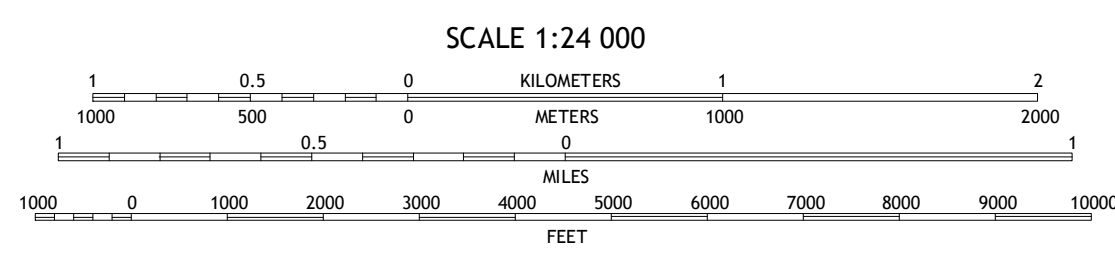 SCALE 1:24 000
1 0.5 0 KILOMETERS 1 2
1000 500 0 METERS 1000 2000
1 0.5 0 1
MILES
1000 0 1000 2000 3000 4000 5000 6000 7000 8000 9000 10000
FEET